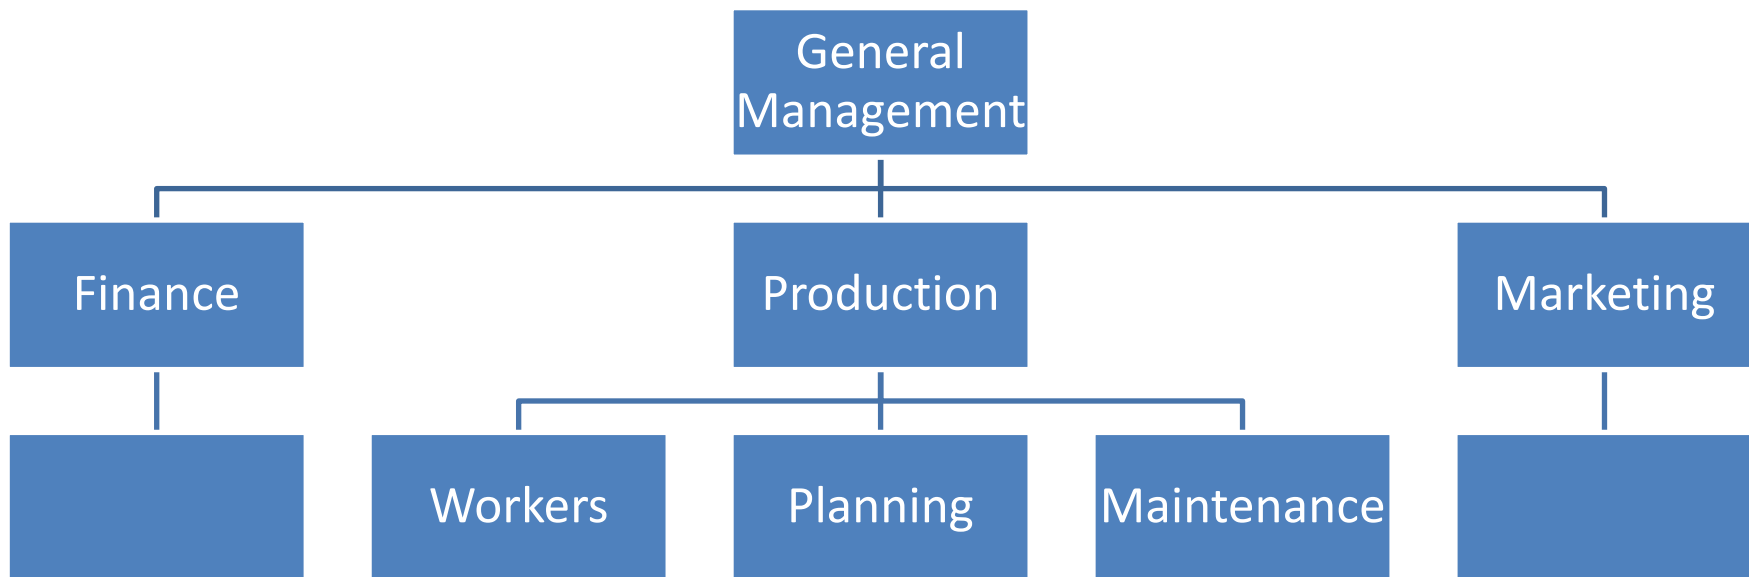 General
Management
Finance
Production
Marketing
Workers
Planning
Maintenance